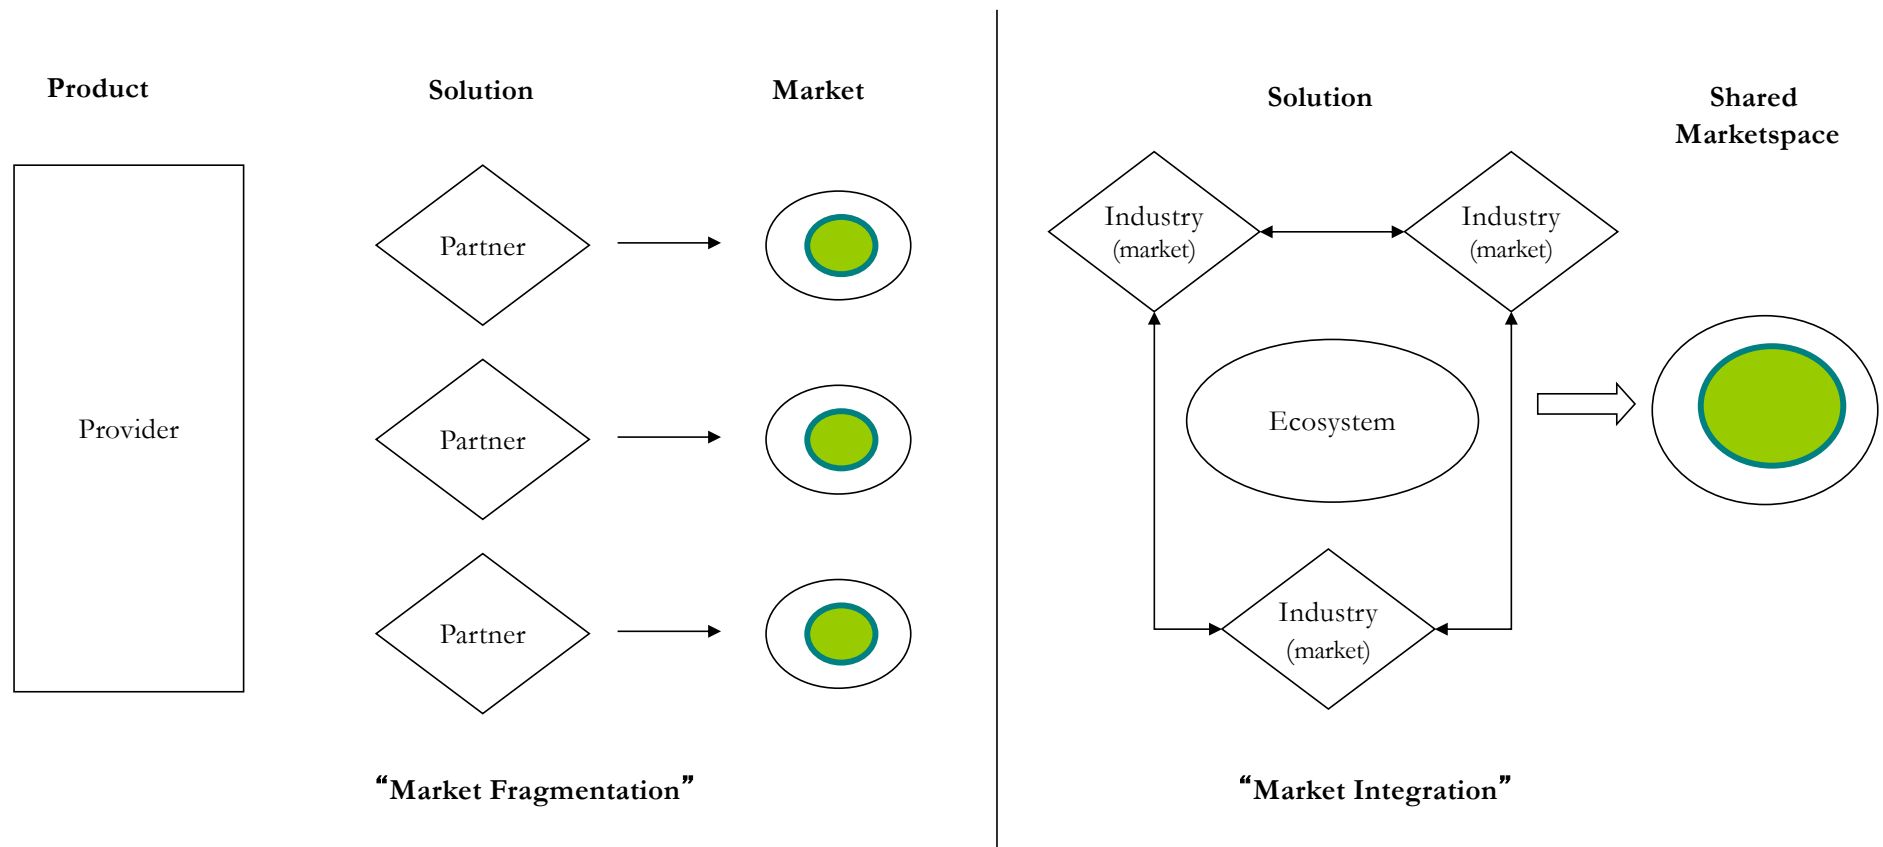 Product
Solution
Market
Provider
Partner
Partner
Partner
“Market Fragmentation”
Solution
Shared
Marketspace
Industry
(market)
Industry
(market)
Ecosystem
Industry
(market)
“Market Integration”